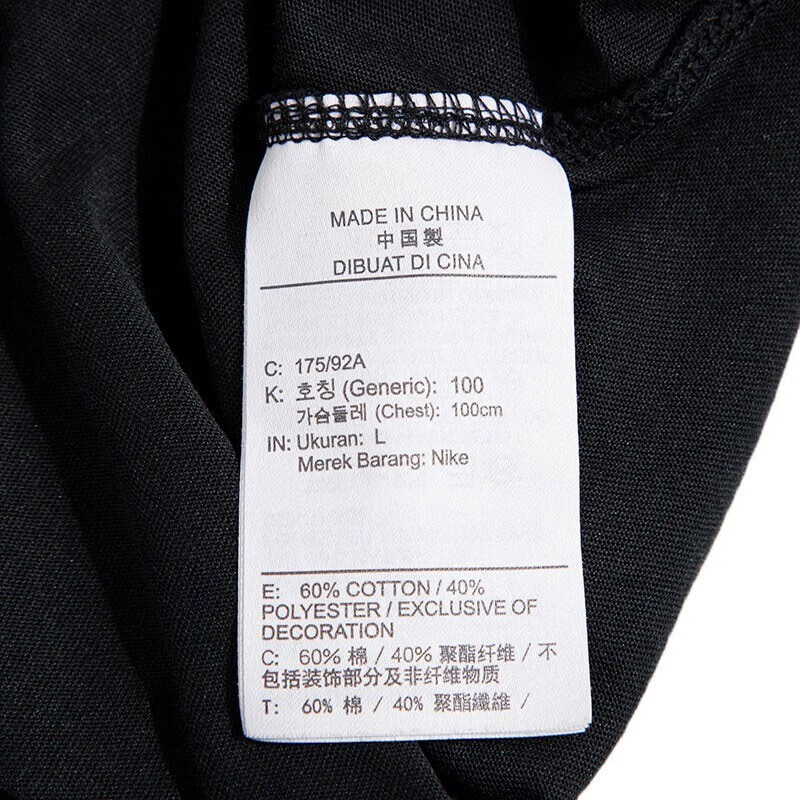 MADE IN CHINA
中国製
DIBUAT DI CINA
C: 175/92A
K: 호칭 (Generic): 100
가슴둘레 (Chest): 100cm
IN: Ukuran: L
Merek Barang: Nike
E: 60% COTTON / 40%
POLYESTER / EXCLUSIVE OF
DECORATION
C: 60% 棉 / 40% 聚酯纤维 / 不
包括装饰部分及非纤维物质
T: 60% 棉 / 40% 聚酯纖維 /